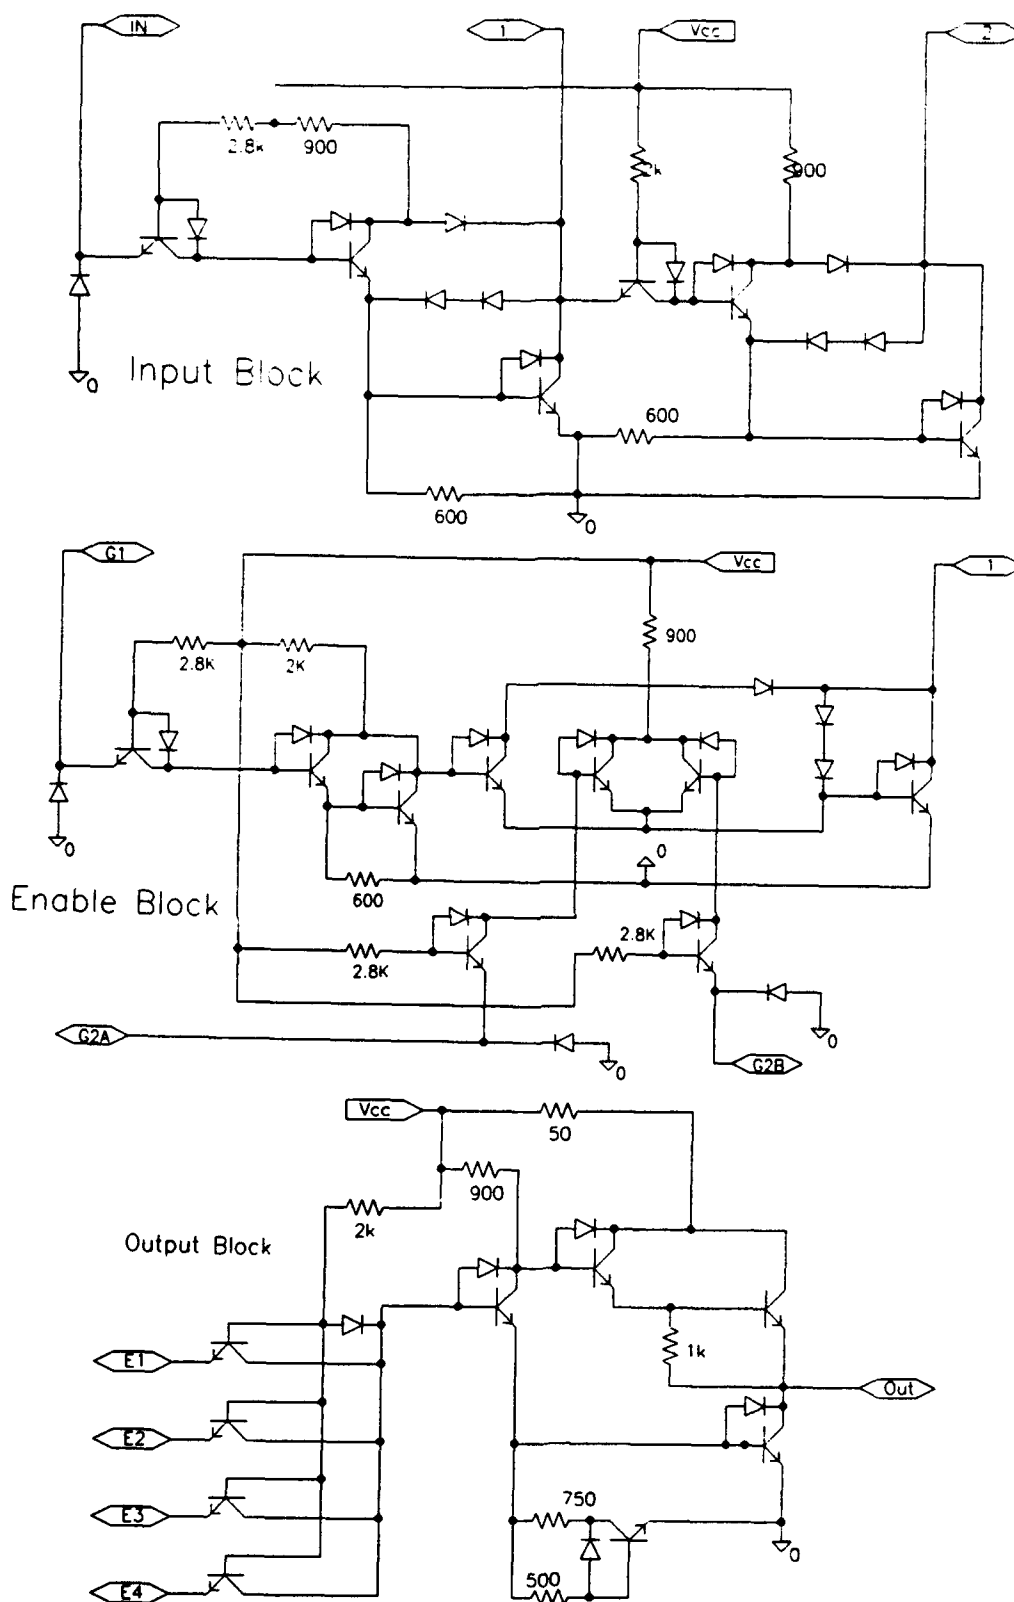 IN 1 Vcc 2
2.8K 900 2k 900
Input Block 0
600
600 0
G1 Vcc 1
2.8K 2K 900
0
0
Enable Block 600
2.8K 2.8K
G2A 0 0
G2B
Vcc 50
900
2k
Output Block
E1 1k
Out
E2
E3 750
0
E4 500